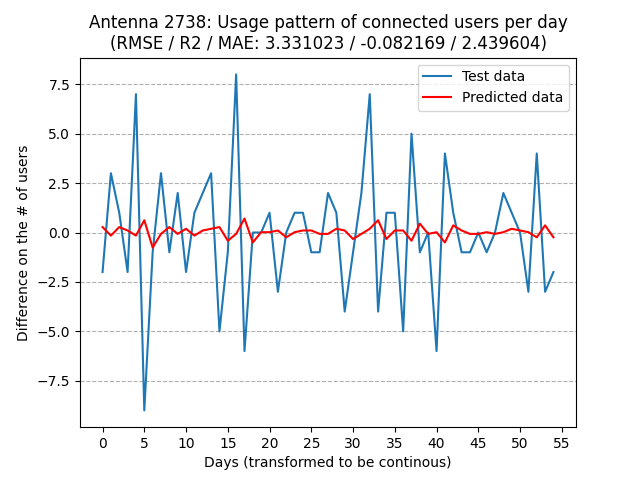 Antenna 2738: Usage pattern of connected users per day
(RMSE / R2 / MAE: 3.331023 / -0.082169 / 2.439604)
Test data
Predicted data
Difference on the # of users
7.5
5.0
2.5
0.0
−2.5
−5.0
−7.5
0 5 10 15 20 25 30 35 40 45 50 55
Days (transformed to be continous)